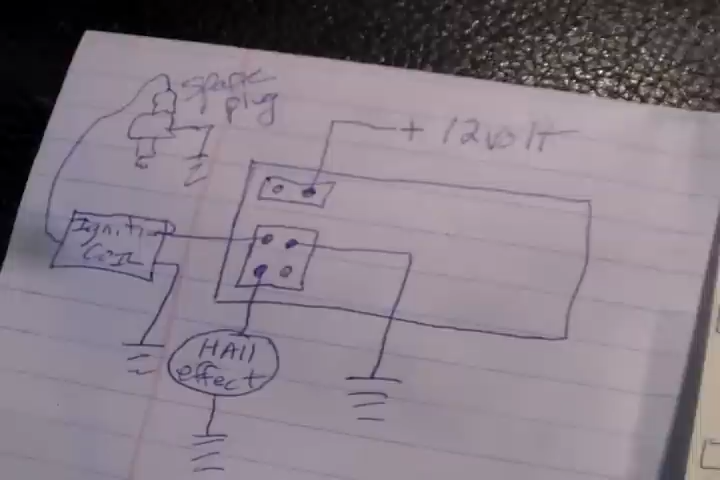 spark
plug
+ 12volt
Ignition
Coil
HAll
effect